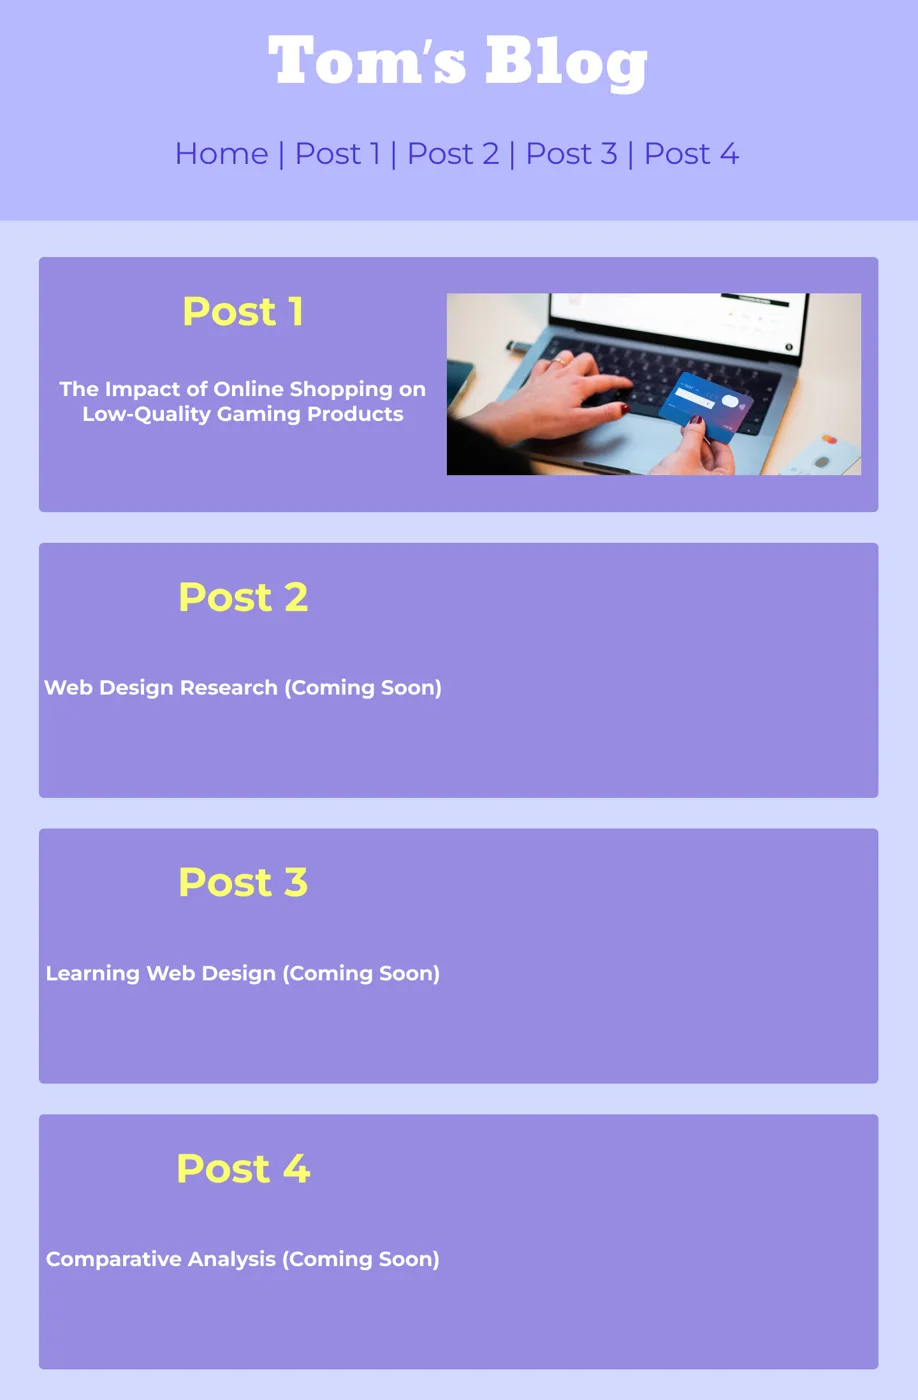 Tom's Blog
Home | Post 1 | Post 2 | Post 3 | Post 4
Post 1
The Impact of Online Shopping on
Low-Quality Gaming Products
Post 2
Web Design Research (Coming Soon)
Post 3
Learning Web Design (Coming Soon)
Post 4
Comparative Analysis (Coming Soon)